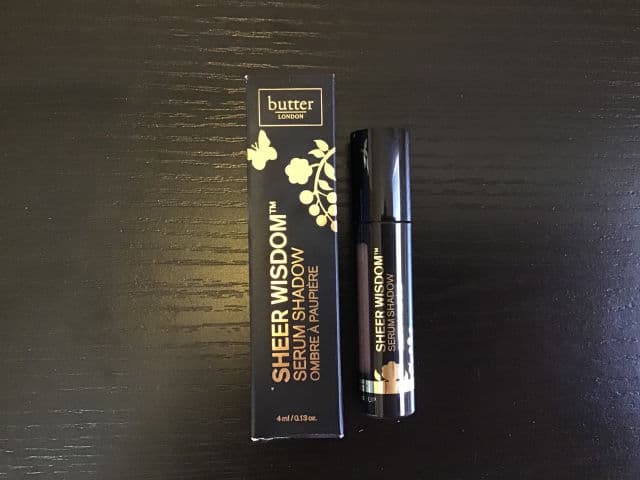 butter
LONDON
SHEER WISDOM™
SERUM SHADOW
OMBRE À PAUPIÈRE
4 ml / 0.13 oz.
SHEER WISDOM™
SERUM SHADOW